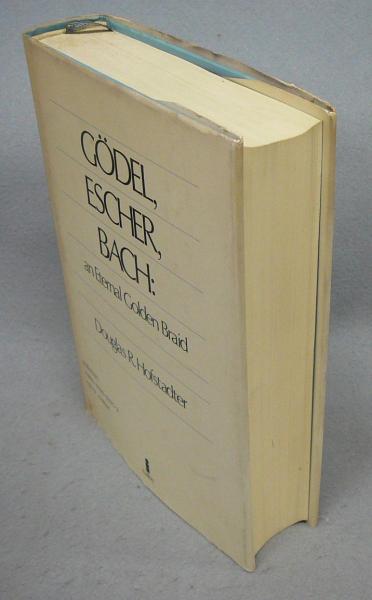 GÖDEL,
ESCHER,
BACH:
an Eternal Golden Braid
Douglas R. Hofstadter